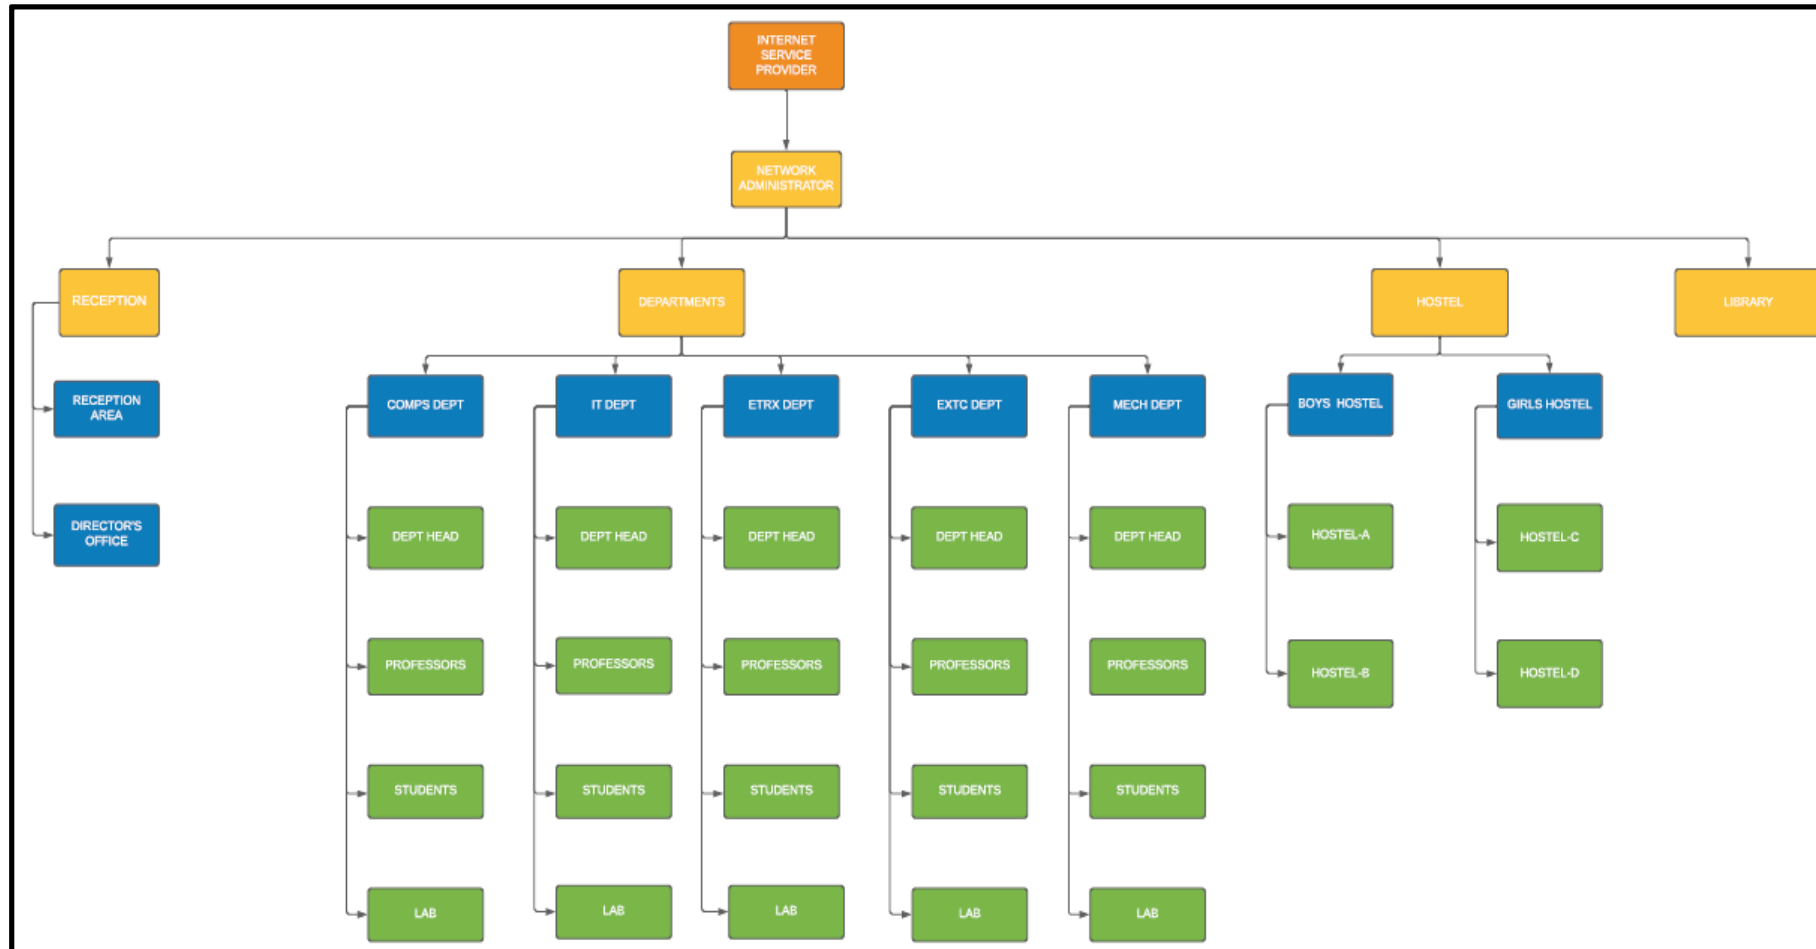 INTERNET
SERVICE
PROVIDER
NETWORK
ADMINISTRATOR
RECEPTION
DEPARTMENTS
HOSTEL
LIBRARY
RECEPTION
AREA
COMPS DEPT
IT DEPT
ETRX DEPT
EXTC DEPT
MECH DEPT
BOYS HOSTEL
GIRLS HOSTEL
DIRECTOR'S
OFFICE
DEPT HEAD
DEPT HEAD
DEPT HEAD
DEPT HEAD
DEPT HEAD
HOSTEL-A
HOSTEL-C
PROFESSORS
PROFESSORS
PROFESSORS
PROFESSORS
PROFESSORS
HOSTEL-B
HOSTEL-D
STUDENTS
STUDENTS
STUDENTS
STUDENTS
STUDENTS
LAB
LAB
LAB
LAB
LAB